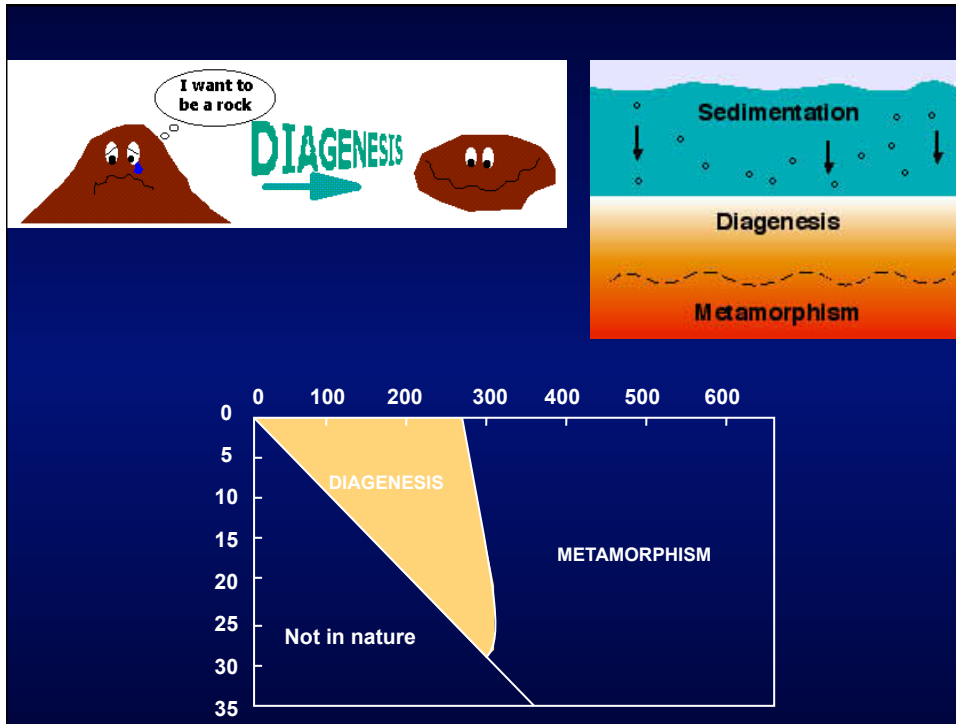 I want to
be a rock
DIAGENESIS
Sedimentation
Diagenesis
Metamorphism
0 100 200 300 400 500 600
0
5
10
15
20
25
30
35
DIAGENESIS
METAMORPHISM
Not in nature